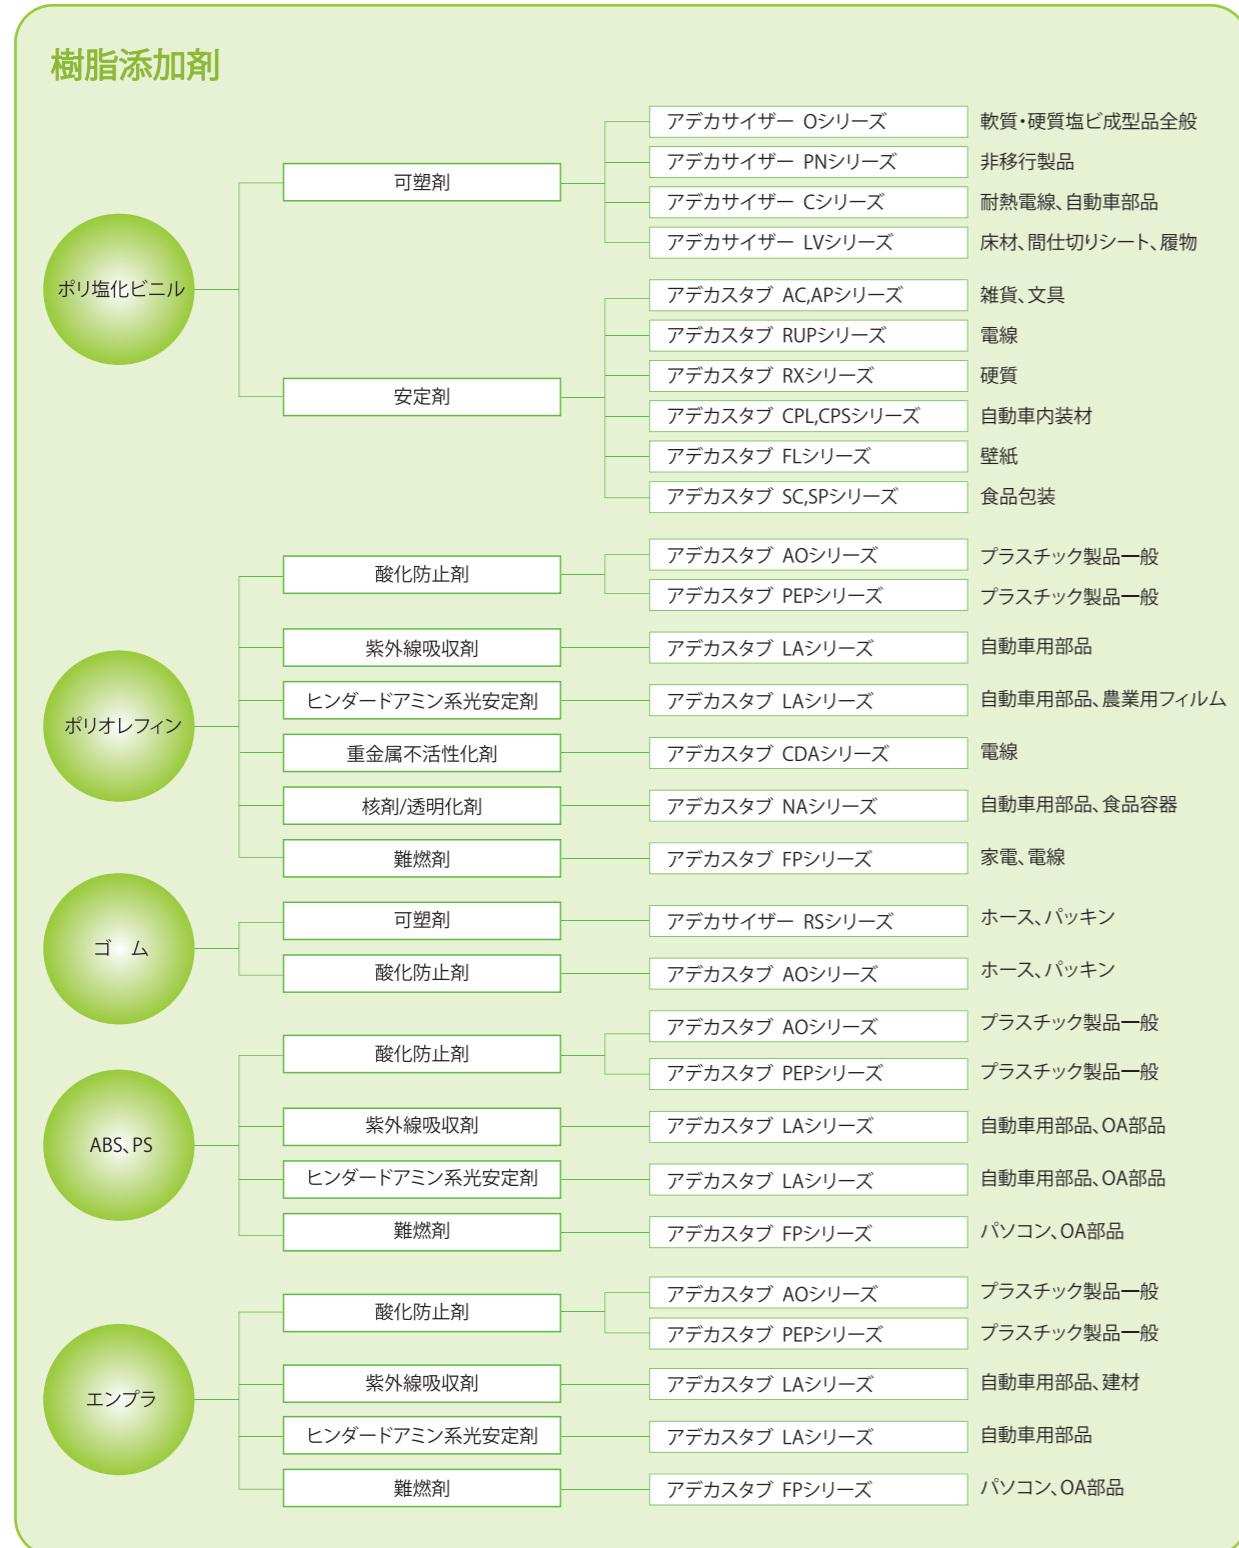 樹脂添加剤
ポリ塩化ビニル
可塑剤
アデカサイザー Oシリーズ 軟質・硬質塩ビ成型品全般
アデカサイザー PNシリーズ 非移行製品
アデカサイザー Cシリーズ 耐熱電線、自動車部品
アデカサイザー LVシリーズ 床材、間仕切りシート、履物
安定剤
アデカスタブ AC,APシリーズ 雑貨、文具
アデカスタブ RUPシリーズ 電線
アデカスタブ RXシリーズ 硬質
アデカスタブ CPL,CPSシリーズ 自動車内装材
アデカスタブ FLシリーズ 壁紙
アデカスタブ SC,SPシリーズ 食品包装
ポリオレフィン
酸化防止剤
アデカスタブ AOシリーズ プラスチック製品一般
アデカスタブ PEPシリーズ プラスチック製品一般
紫外線吸収剤 アデカスタブ LAシリーズ 自動車用部品
ヒンダードアミン系光安定剤 アデカスタブ LAシリーズ 自動車用部品、農業用フィルム
重金属不活性化剤 アデカスタブ CDAシリーズ 電線
核剤/透明化剤 アデカスタブ NAシリーズ 自動車用部品、食品容器
難燃剤 アデカスタブ FPシリーズ 家電、電線
ゴ ム
可塑剤 アデカサイザー RSシリーズ ホース、パッキン
酸化防止剤 アデカスタブ AOシリーズ ホース、パッキン
ABS、PS
酸化防止剤
アデカスタブ AOシリーズ プラスチック製品一般
アデカスタブ PEPシリーズ プラスチック製品一般
紫外線吸収剤 アデカスタブ LAシリーズ 自動車用部品、OA部品
ヒンダードアミン系光安定剤 アデカスタブ LAシリーズ 自動車用部品、OA部品
難燃剤 アデカスタブ FPシリーズ パソコン、OA部品
エンプラ
酸化防止剤
アデカスタブ AOシリーズ プラスチック製品一般
アデカスタブ PEPシリーズ プラスチック製品一般
紫外線吸収剤 アデカスタブ LAシリーズ 自動車用部品、建材
ヒンダードアミン系光安定剤 アデカスタブ LAシリーズ 自動車用部品
難燃剤 アデカスタブ FPシリーズ パソコン、OA部品